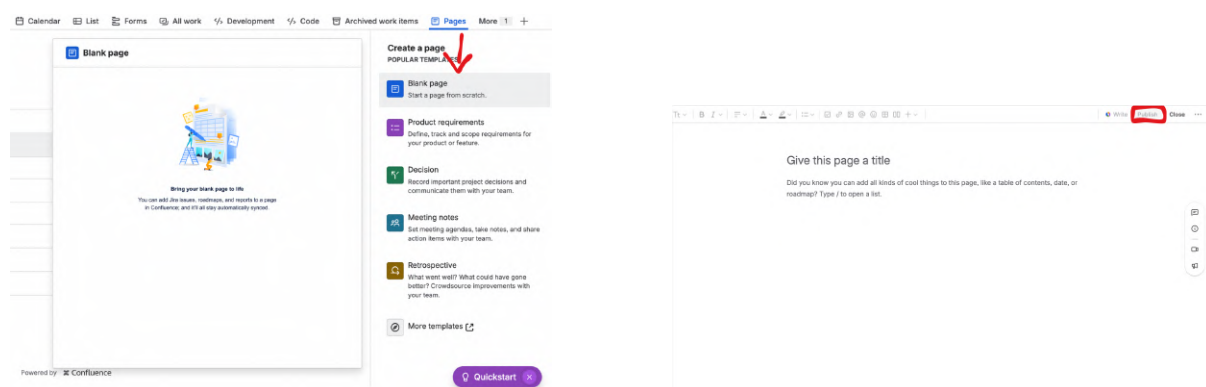 Calendar List Forms All work Development Code Archived work items Pages More 1
Blank page
Bring your blank page to life
You can add Jira issues, roadmaps, and reports to a page
in Confluence, and it'll all stay automatically synced.
Powered by Confluence
Create a page
POPULAR TEMPLATES
Blank page
Start a page from scratch.
Product requirements
Define, track and scope requirements for
your product or feature.
Decision
Record important project decisions and
communicate them with your team.
Meeting notes
Set meeting agendas, take notes, and share
action items with your team.
Retrospective
What went well? What could have gone
better? Crowdsource improvements with
your team.
More templates
Quickstart
Tt B I A Write Publish Close
Give this page a title
Did you know you can add all kinds of cool things to this page, like a table of contents, date, or
roadmap? Type / to open a list.